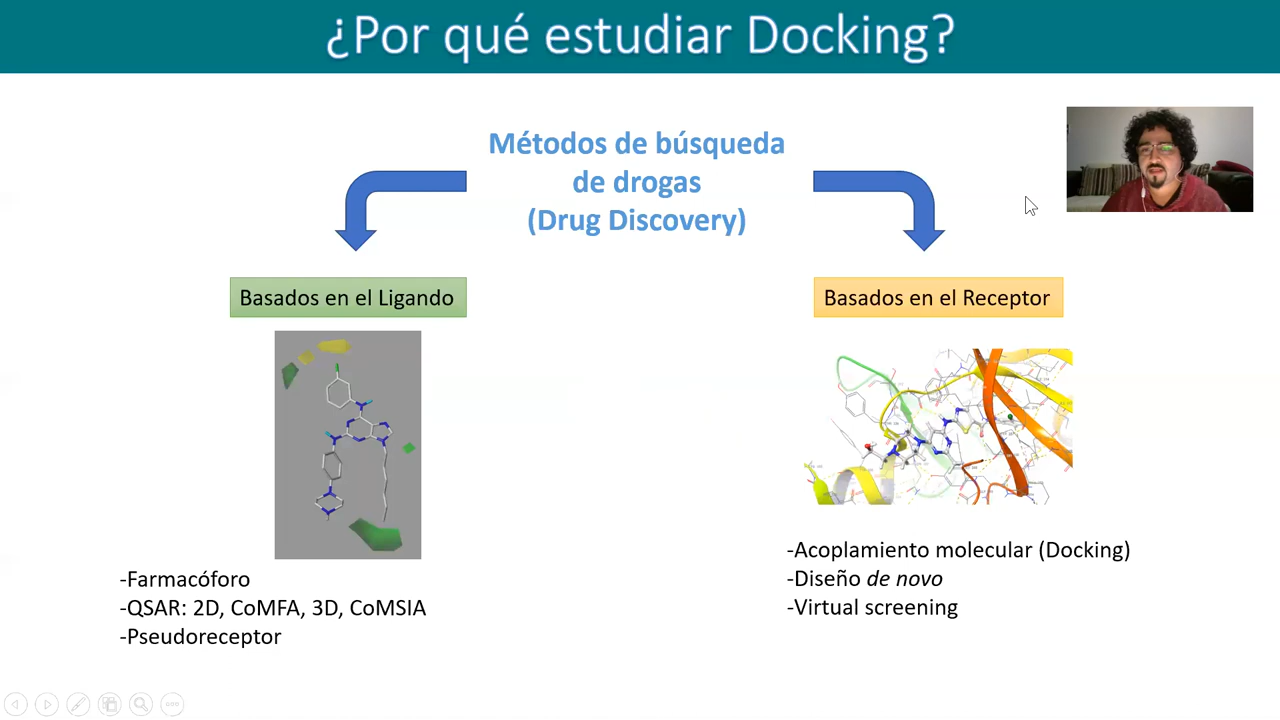 ¿Por qué estudiar Docking?
Métodos de búsqueda
de drogas
(Drug Discovery)
Basados en el Ligando
Basados en el Receptor
-Farmacóforo
-QSAR: 2D, CoMFA, 3D, CoMSIA
-Pseudoreceptor
-Acoplamiento molecular (Docking)
-Diseño de novo
-Virtual screening